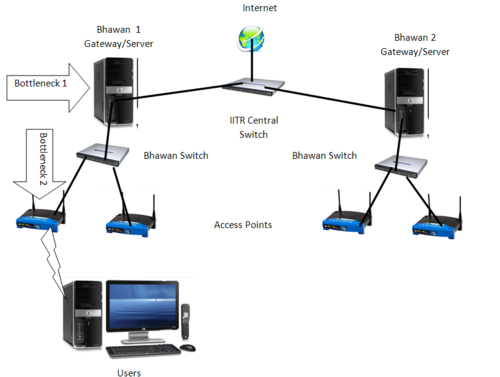 Internet
Bhawan 1
Gateway/Server
Bhawan 2
Gateway/Server
Bottleneck 1
IITR Central
Switch
Bottleneck 2
Bhawan Switch
Bhawan Switch
Access Points
Users